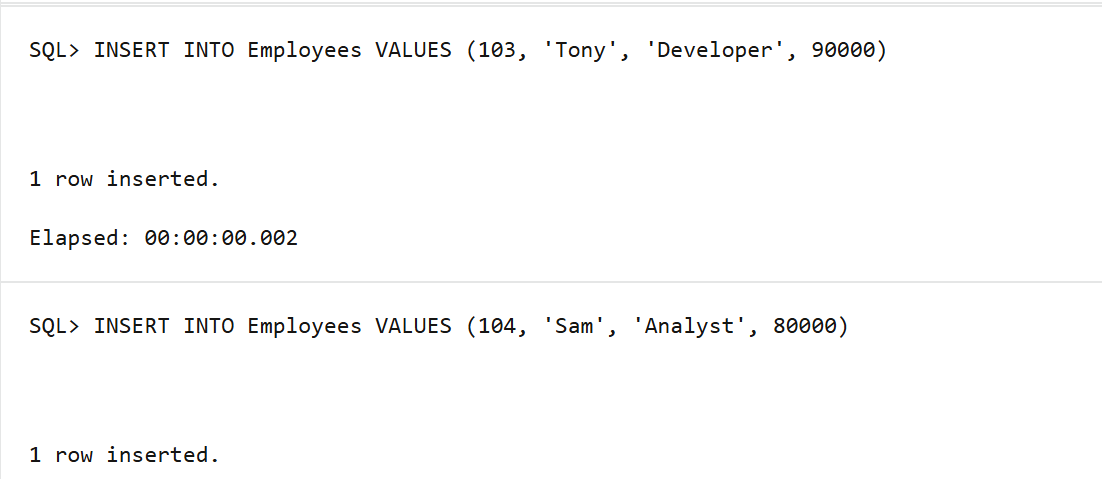 SQL> INSERT INTO Employees VALUES (103, 'Tony', 'Developer', 90000)
1 row inserted.
Elapsed: 00:00:00.002
SQL> INSERT INTO Employees VALUES (104, 'Sam', 'Analyst', 80000)
1 row inserted.